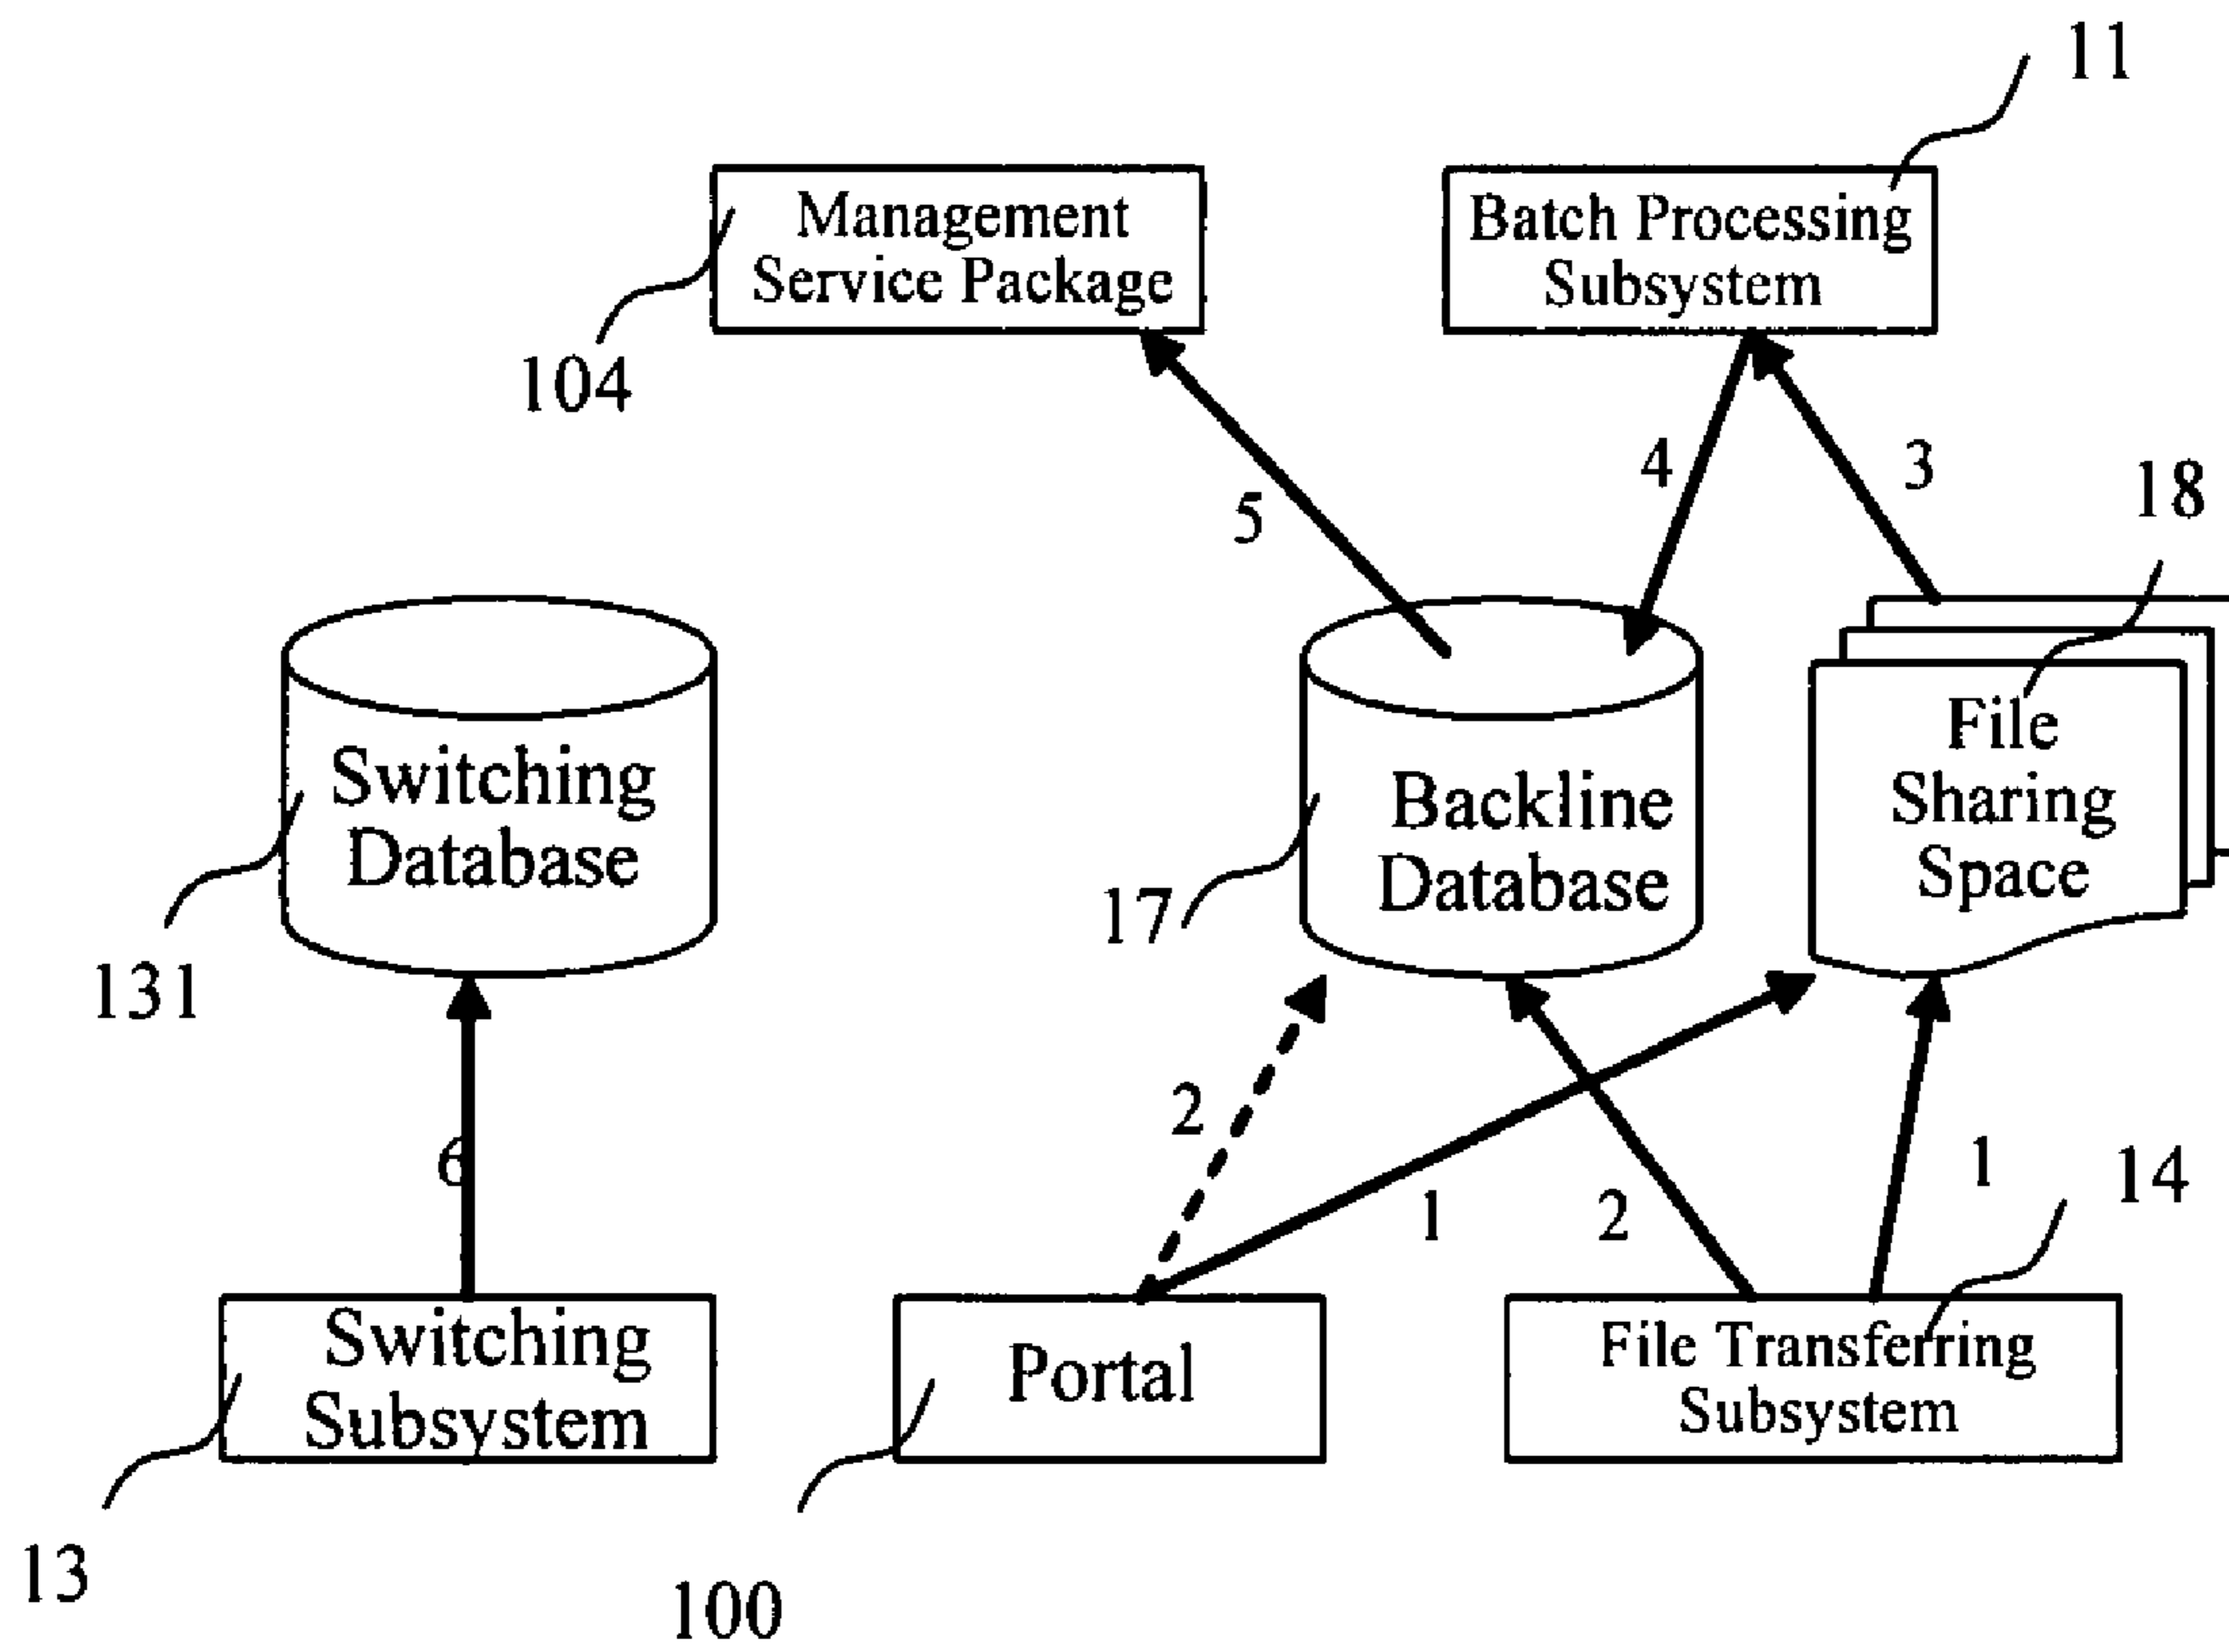 11
Management
Service Package
Batch Processing
Subsystem
104
4
3
18
5
File
Sharing
Space
Switching
Database
Backline
Database
17
131
2
1
2
1
14
6
Switching
Subsystem
Portal
File Transferring
Subsystem
13
100